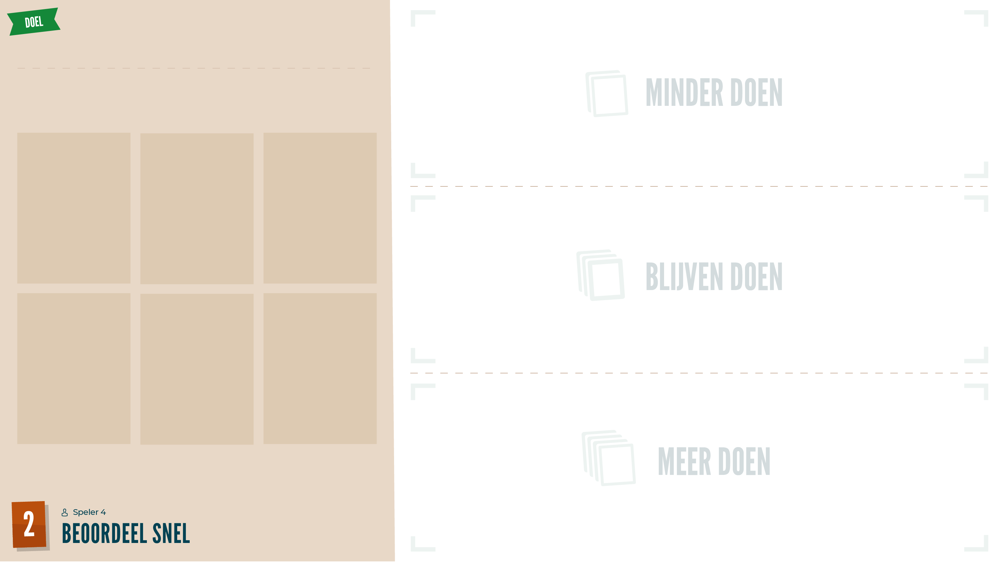 DOEL
MINDER DOEN
BLIJVEN DOEN
MEER DOEN
2
Speler 4
BEOORDEEL SNEL